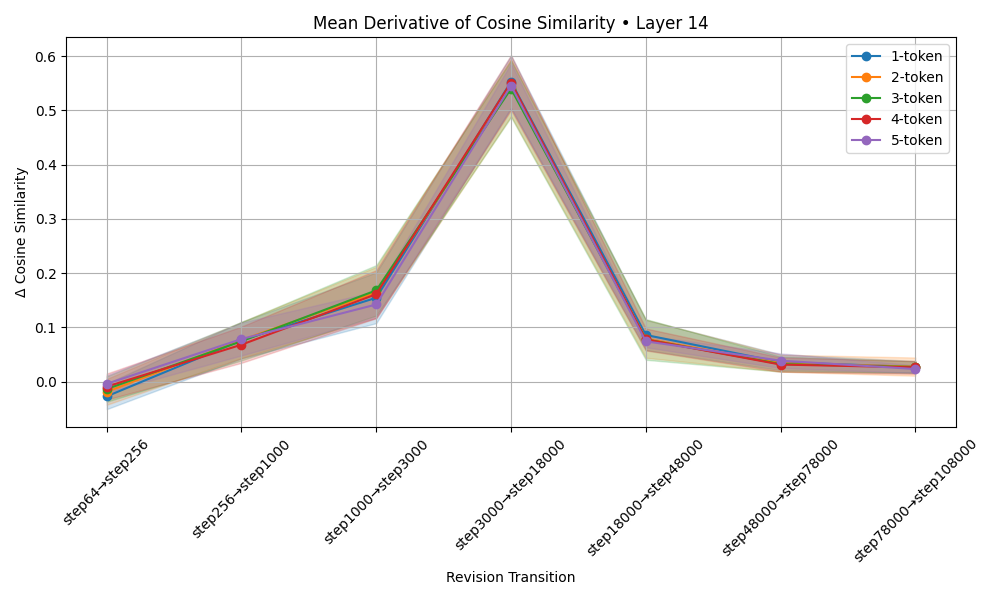 Mean Derivative of Cosine Similarity • Layer 14
Δ Cosine Similarity
0.6
0.5
0.4
0.3
0.2
0.1
0.0
1-token
2-token
3-token
4-token
5-token
step64→step256
step256→step1000
step1000→step3000
step3000→step18000
step18000→step48000
step48000→step78000
step78000→step108000
Revision Transition